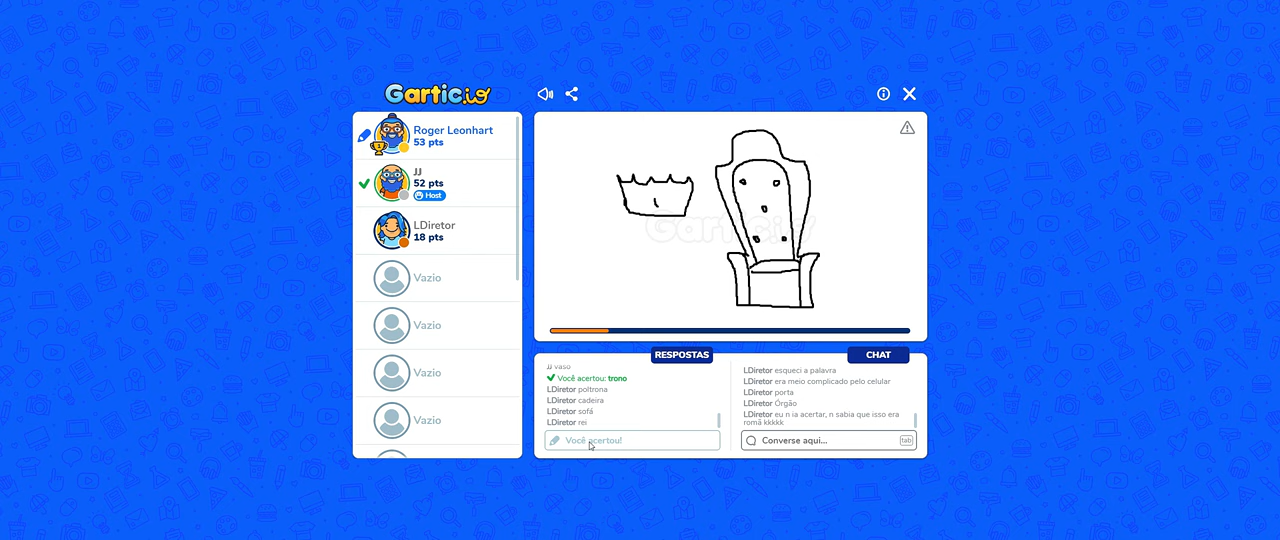 Gartic.io
Roger Leonhart
53 pts
JJ
52 pts
Host
LDiretor
18 pts
Vazio
Vazio
Vazio
Vazio
Gartic.io
RESPOSTAS
JJ vaso
Você acertou: trono
LDiretor poltrona
LDiretor cadeira
LDiretor sofá
LDiretor rei
Você acertou!
CHAT
LDiretor esqueci a palavra
LDiretor era meio complicado pelo celular
LDiretor porta
LDiretor Órgão
LDiretor eu n ia acertar, n sabia que isso era
romã kkkkk
Converse aqui...
tab